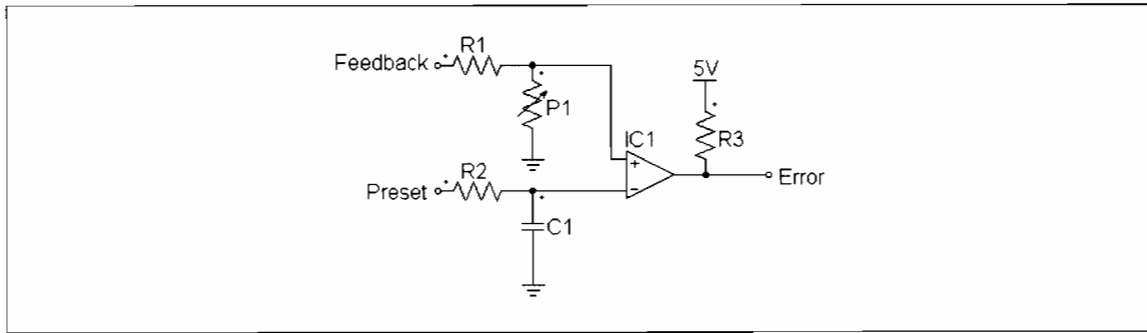 R1
Feedback
5V
P1
IC1
R3
+
R2
Error
Preset
-
C1